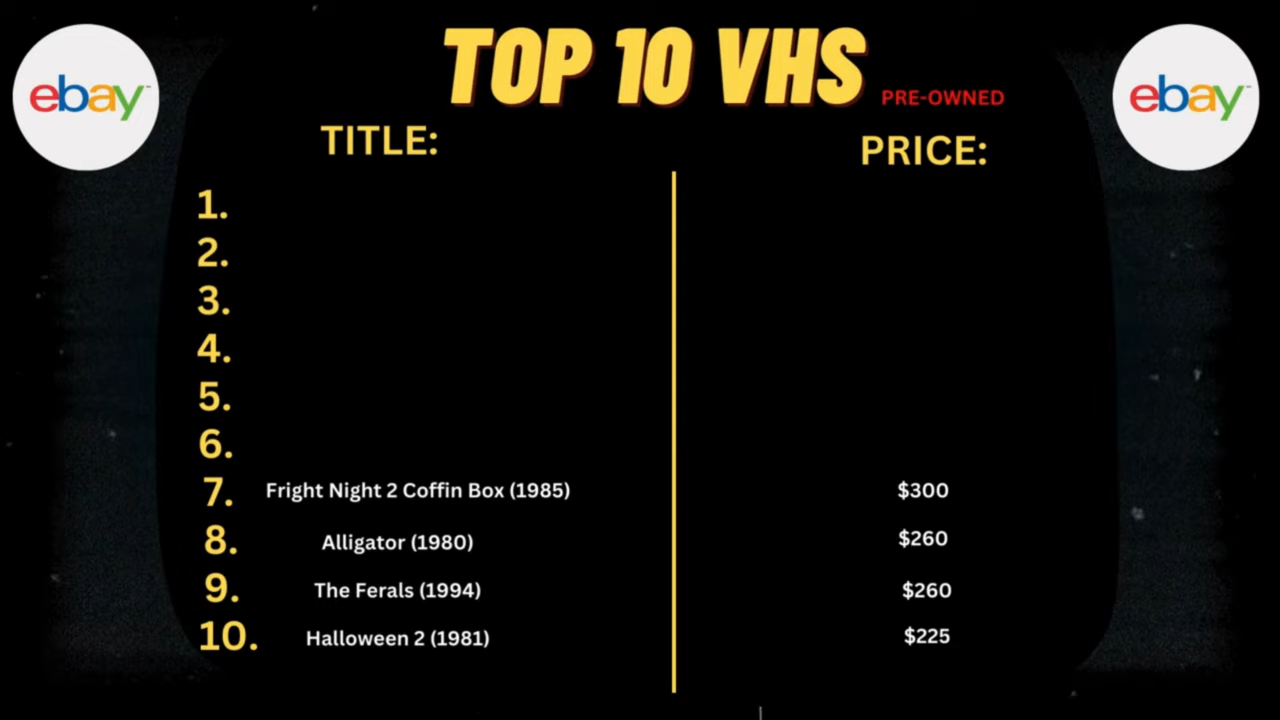 ebay
TOP 10 VHS PRE-OWNED
ebay
TITLE: PRICE:
1.
2.
3.
4.
5.
6.
7. Fright Night 2 Coffin Box (1985) $300
8. Alligator (1980) $260
9. The Ferals (1994) $260
10. Halloween 2 (1981) $225